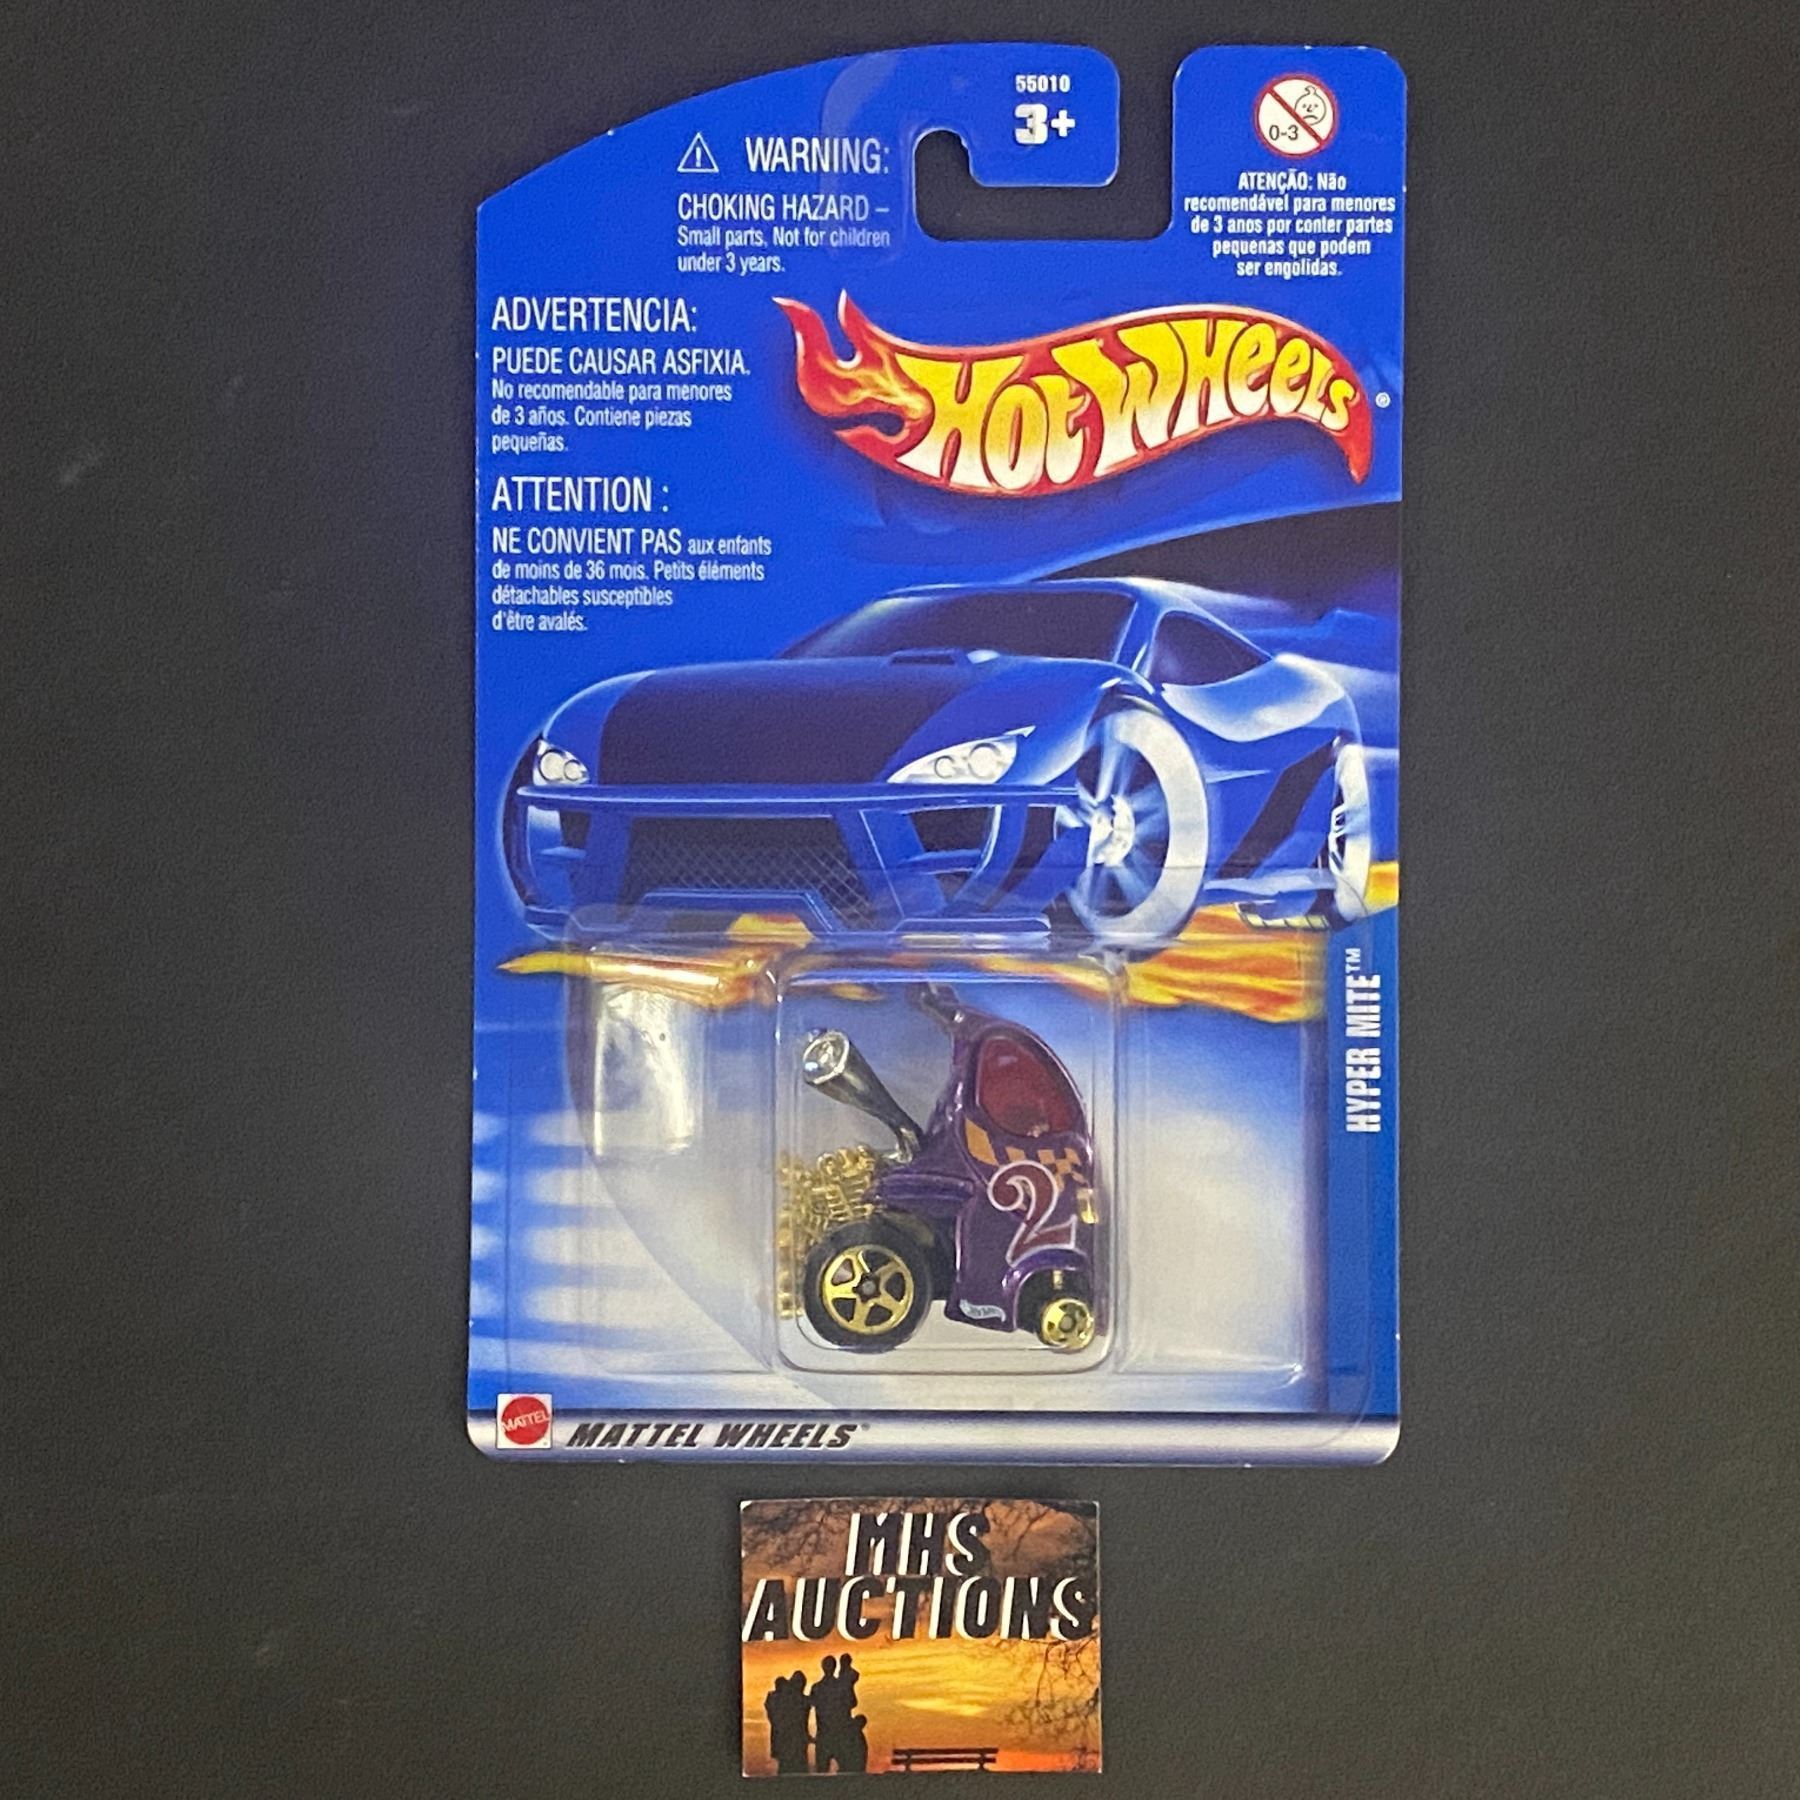 55010
3+
WARNING:
CHOKING HAZARD –
Small parts. Not for children
under 3 years.
0-3
ATENÇÃO: Não
recomendável para menores
de 3 anos por conter partes
pequenas que podem
ser engolidas.
ADVERTENCIA:
PUEDE CAUSAR ASFIXIA.
No recomendable para menores
de 3 años. Contiene piezas
pequeñas.
ATTENTION :
NE CONVIENT PAS aux enfants
de moins de 36 mois. Petits éléments
détachables susceptibles
d'être avalés.
HOT WHEELS®
HYPER MITE™
2
MATTEL
MATTEL WHEELS®
MHS
AUCTIONS